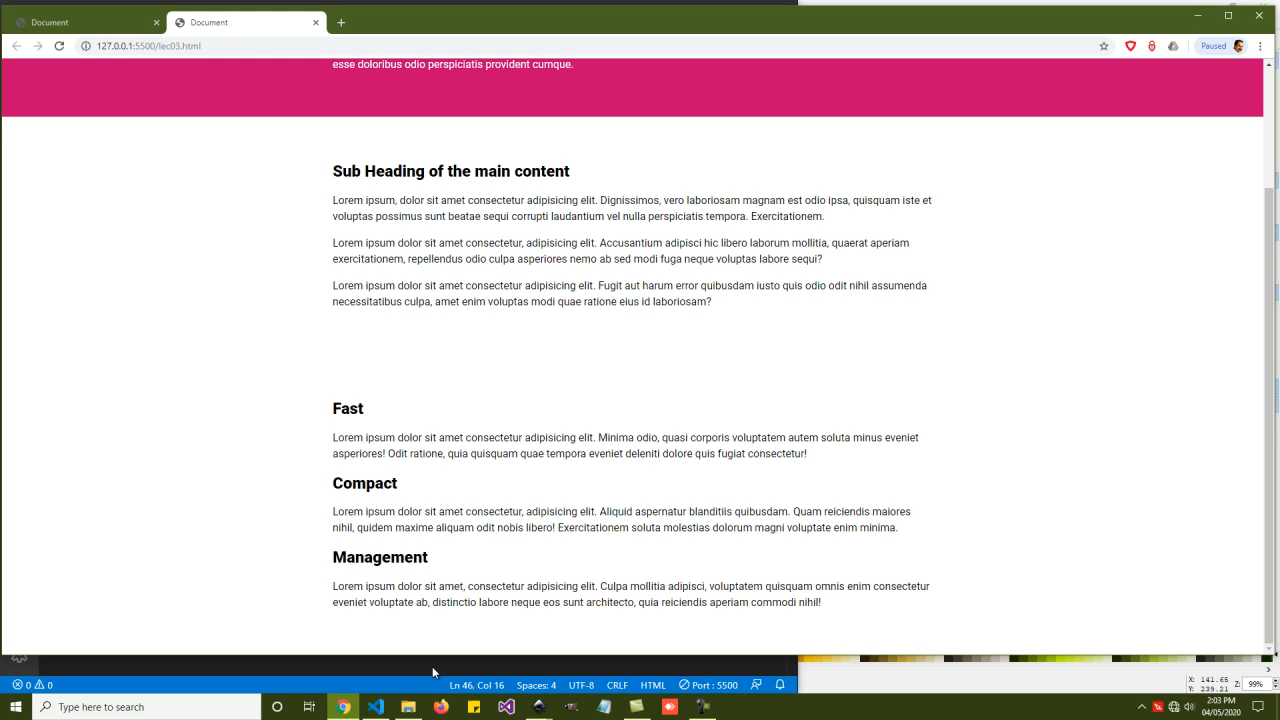 Document
Document
127.0.0.1:5500/lec03.html
Paused
esse doloribus odio perspiciatis provident cumque.
Sub Heading of the main content
Lorem ipsum, dolor sit amet consectetur adipisicing elit. Dignissimos, vero laboriosam magnam est odio ipsa, quisquam iste et
voluptas possimus sunt beatae sequi corrupti laudantium vel nulla perspiciatis tempora. Exercitationem.
Lorem ipsum dolor sit amet consectetur, adipisicing elit. Accusantium adipisci hic libero laborum mollitia, quaerat aperiam
exercitationem, repellendus odio culpa asperiores nemo ab sed modi fuga neque voluptas labore sequi?
Lorem ipsum dolor sit amet consectetur adipisicing elit. Fugit aut harum error quibusdam iusto quis odio odit nihil assumenda
necessitatibus culpa, amet enim voluptas modi quae ratione eius id laboriosam?
Fast
Lorem ipsum dolor sit amet consectetur adipisicing elit. Minima odio, quasi corporis voluptatem autem soluta minus eveniet
asperiores! Odit ratione, quia quisquam quae tempora eveniet deleniti dolore quis fugiat consectetur!
Compact
Lorem ipsum dolor sit amet consectetur, adipisicing elit. Aliquid aspernatur blanditiis quibusdam. Quam reiciendis maiores
nihil, quidem maxime aliquam odit nobis libero! Exercitationem soluta molestias dolorum magni voluptate enim minima.
Management
Lorem ipsum dolor sit amet, consectetur adipisicing elit. Culpa mollitia adipisci, voluptatem quisquam omnis enim consectetur
eveniet voluptate ab, distinctio labore neque eos sunt architecto, quia reiciendis aperiam commodi nihil!
0 0 Ln 46, Col 16 Spaces: 4 UTF-8 CRLF HTML Port : 5500
X: 141.65
Y: 239.21
Z: 99%
Type here to search
2:03 PM
04/05/2020